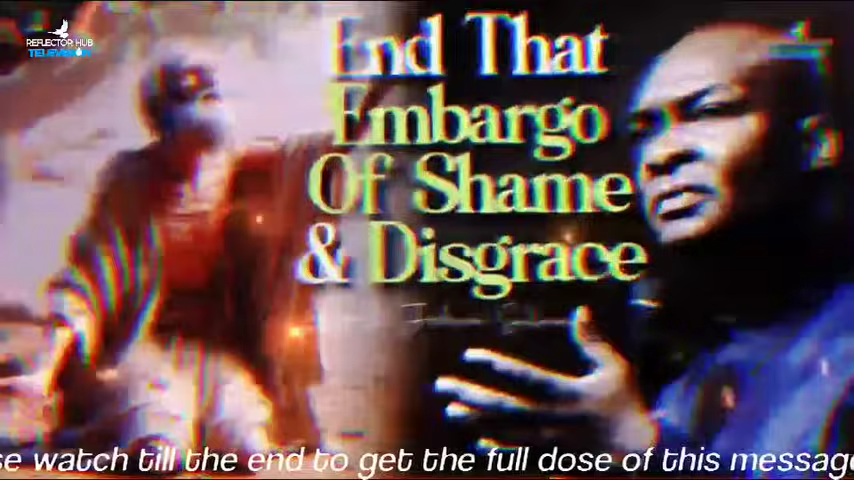 REFLECTOR HUB
TELEVISION
End That
Embargo
Of Shame
& Disgrace
se watch till the end to get the full dose of this message